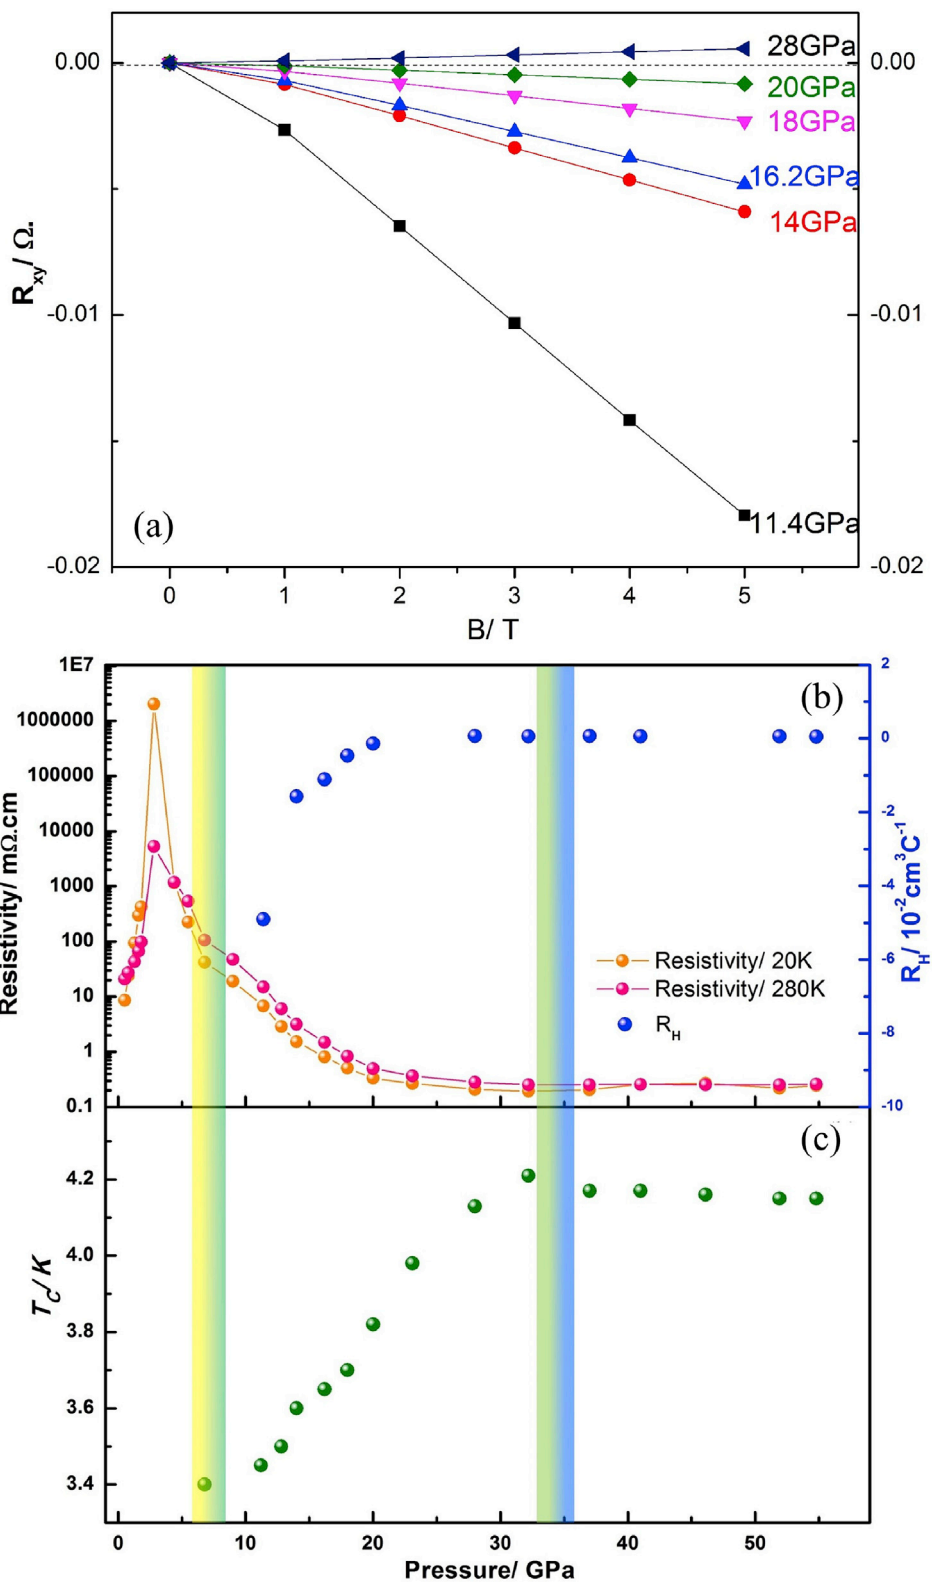 0.00
0.00
28GPa
20GPa
18GPa
16.2GPa
14GPa
R_xy/ Ω.
-0.01
-0.01
11.4GPa
(a)
-0.02
-0.02
0 1 2 3 4 5
B/ T
1E7
1000000
100000
10000
1000
100
10
1
0.1
Resistivity/ mΩ.cm
(b)
2
0
-2
-4
-6
-8
-10
R_H/ 10^-2cm^3C^-1
Resistivity/ 20K
Resistivity/ 280K
R_H
(c)
4.2
4.0
3.8
3.6
3.4
T_C/ K
0 10 20 30 40 50
Pressure/ GPa